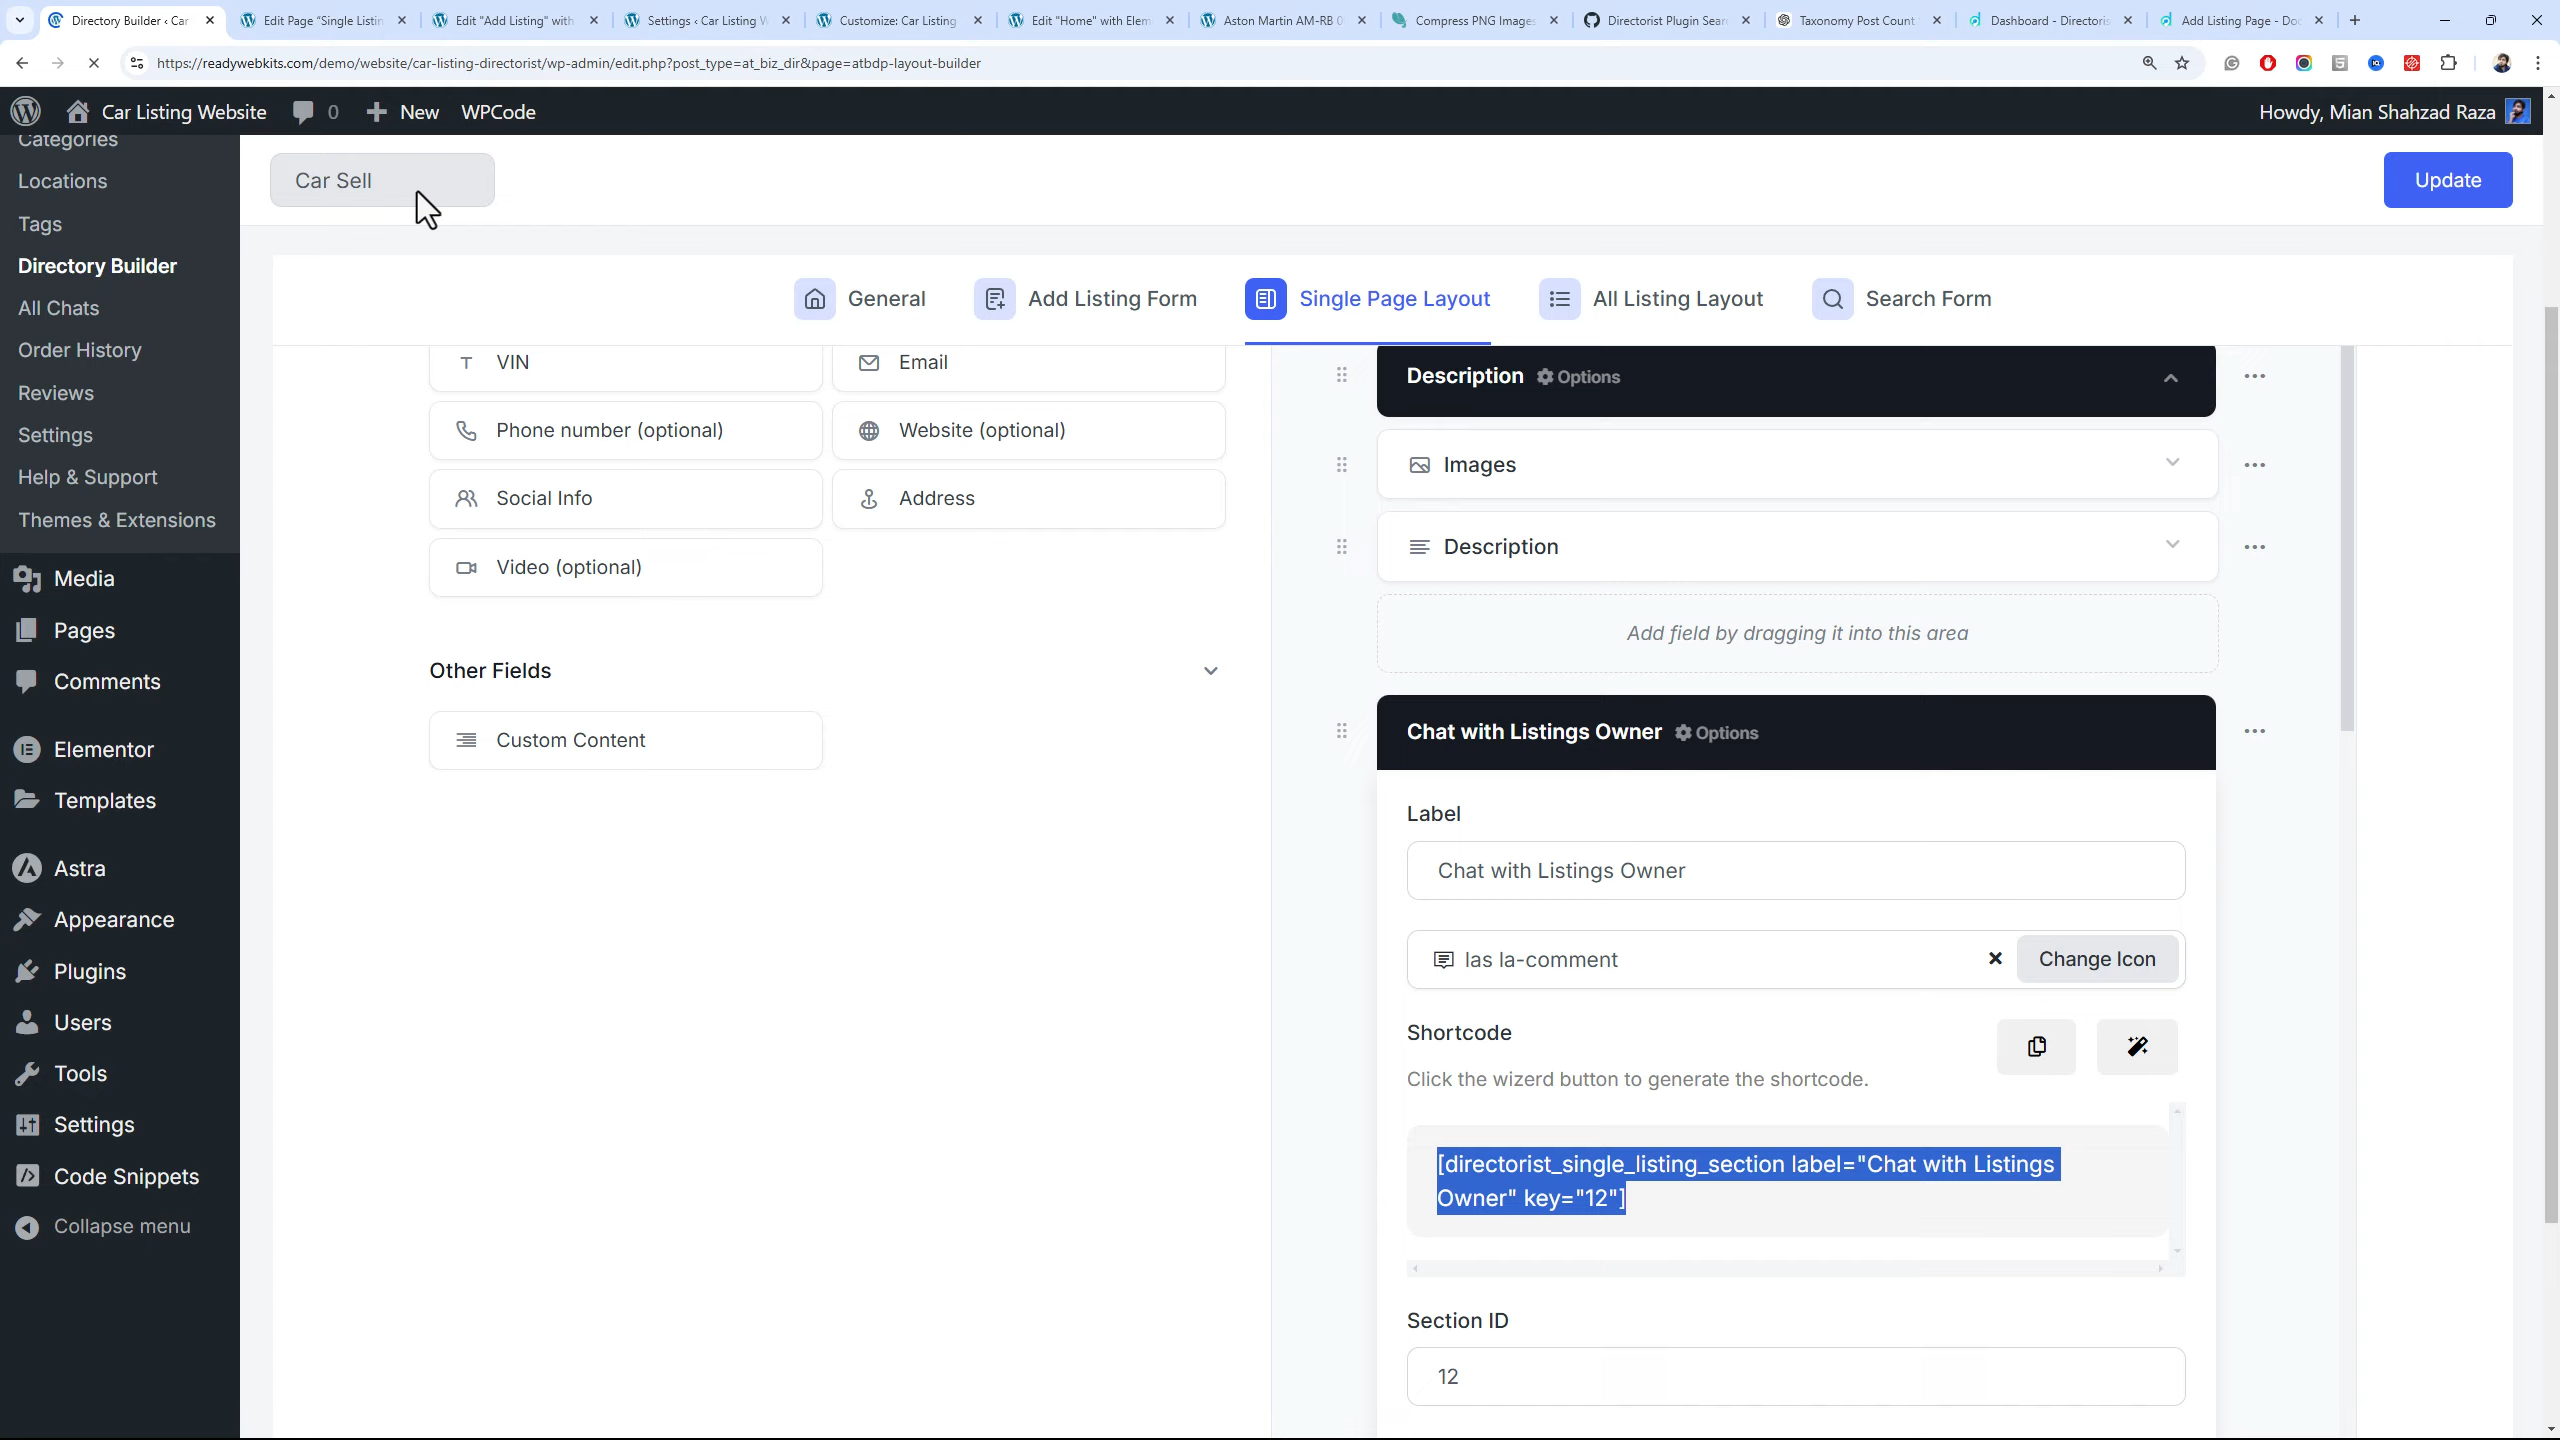 Directory Builder ‹ Car
Edit Page "Single Listin
Edit "Add Listing" with
Settings ‹ Car Listing W
Customize: Car Listing
Edit "Home" with Elem
Aston Martin AM-RB 0
Compress PNG Images
Directorist Plugin Sear
Taxonomy Post Count
Dashboard - Directoris
Add Listing Page - Doc
https://readywebkits.com/demo/website/car-listing-directorist/wp-admin/edit.php?post_type=at_biz_dir&page=atbdp-layout-builder
Car Listing Website
0
New
WPCode
Howdy, Mian Shahzad Raza
Categories
Locations
Tags
Directory Builder
All Chats
Order History
Reviews
Settings
Help & Support
Themes & Extensions
Media
Pages
Comments
Elementor
Templates
Astra
Appearance
Plugins
Users
Tools
Settings
Code Snippets
Collapse menu
Car Sell
Update
General
Add Listing Form
Single Page Layout
All Listing Layout
Search Form
VIN
Email
Phone number (optional)
Website (optional)
Social Info
Address
Video (optional)
Other Fields
Custom Content
Description Options
Images
Description
Add field by dragging it into this area
Chat with Listings Owner Options
Label
Chat with Listings Owner
las la-comment
Change Icon
Shortcode
Click the wizerd button to generate the shortcode.
[directorist_single_listing_section label="Chat with Listings
Owner" key="12"]
Section ID
12